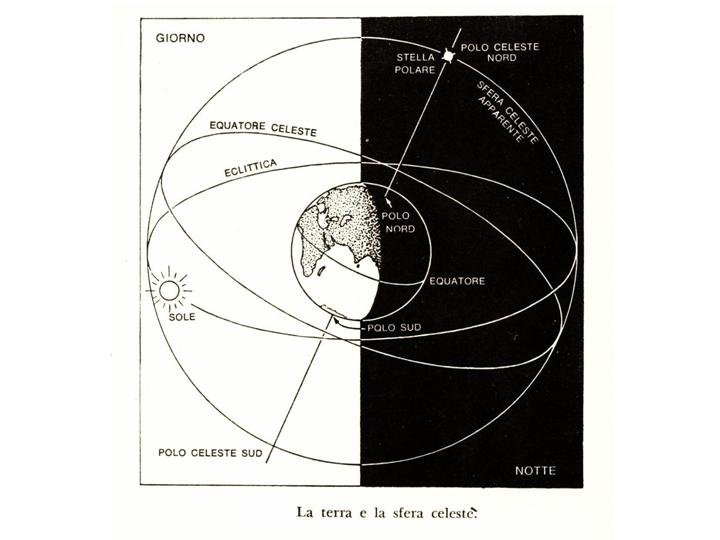 GIORNO
POLO CELESTE
NORD
STELLA
POLARE
SFERA CELESTE
APPARENTE
EQUATORE CELESTE
ECLITTICA
POLO
NORD
EQUATORE
SOLE
POLO SUD
POLO CELESTE SUD
NOTTE
La terra e la sfera celeste.